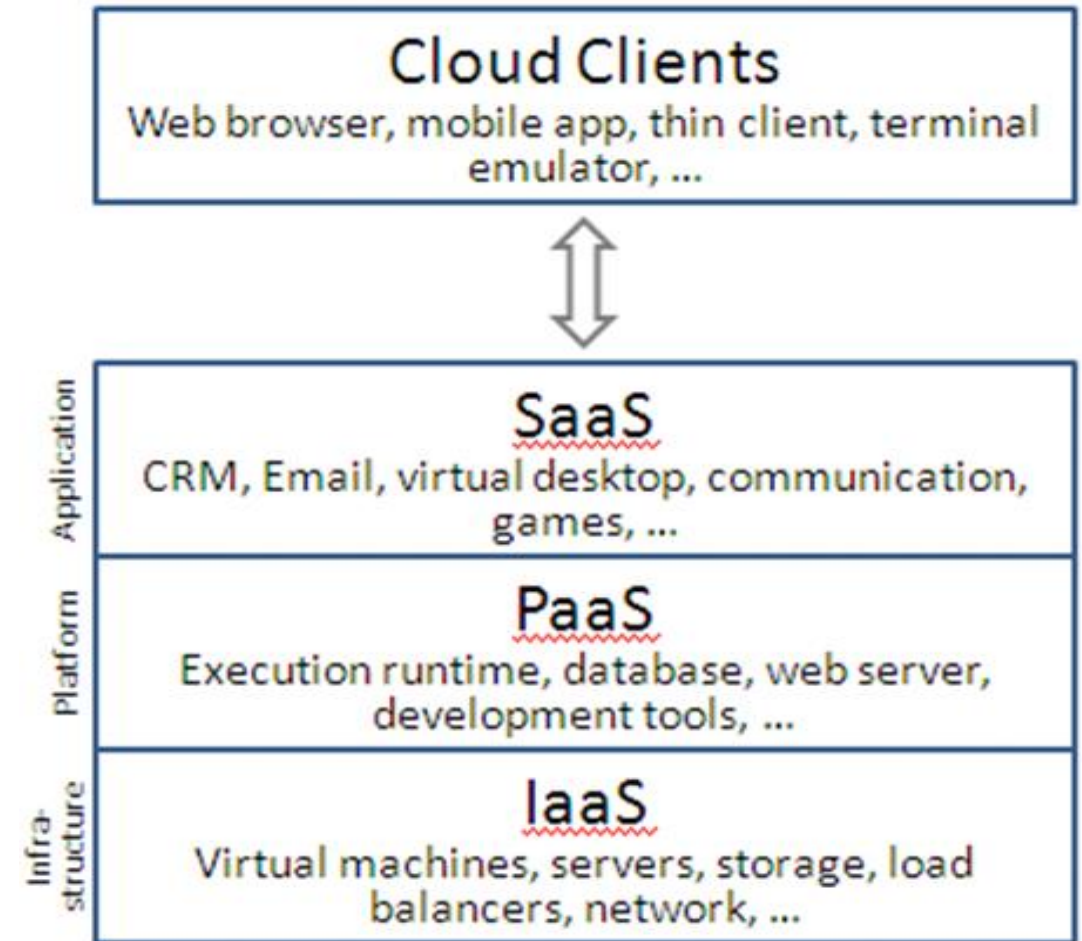 Cloud Clients
Web browser, mobile app, thin client, terminal
emulator, ...
Application
SaaS
CRM, Email, virtual desktop, communication,
games, ...
Platform
PaaS
Execution runtime, database, web server,
development tools, ...
Infra-
structure
IaaS
Virtual machines, servers, storage, load
balancers, network, ...